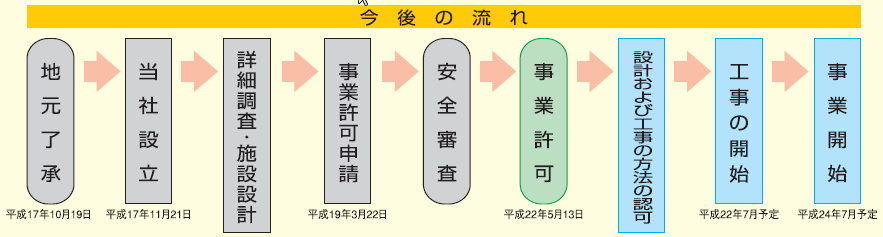 今後の流れ
地元了承
当社設立
詳細調査・施設設計
事業許可申請
安全審査
事業許可
設計および工事の方法の認可
工事の開始
事業開始
平成17年10月19日
平成17年11月21日
平成19年3月22日
平成22年5月13日
平成22年7月予定
平成24年7月予定